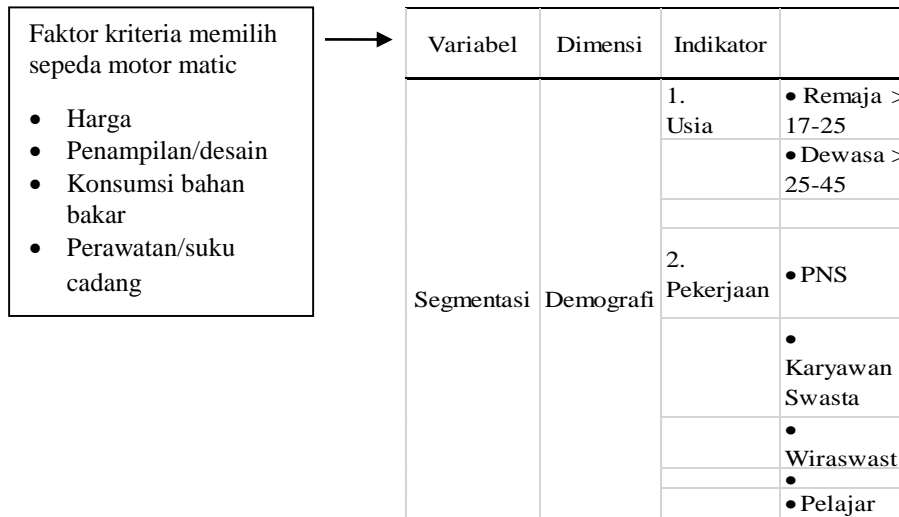 Faktor kriteria memilih
sepeda motor matic
• Harga
• Penampilan/desain
• Konsumsi bahan
bakar
• Perawatan/suku
cadang
Variabel Dimensi Indikator
Segmentasi Demografi
1.
Usia
• Remaja >
17-25
• Dewasa >
25-45
2.
Pekerjaan
• PNS
•
Karyawan
Swasta
•
Wiraswast
•
• Pelajar